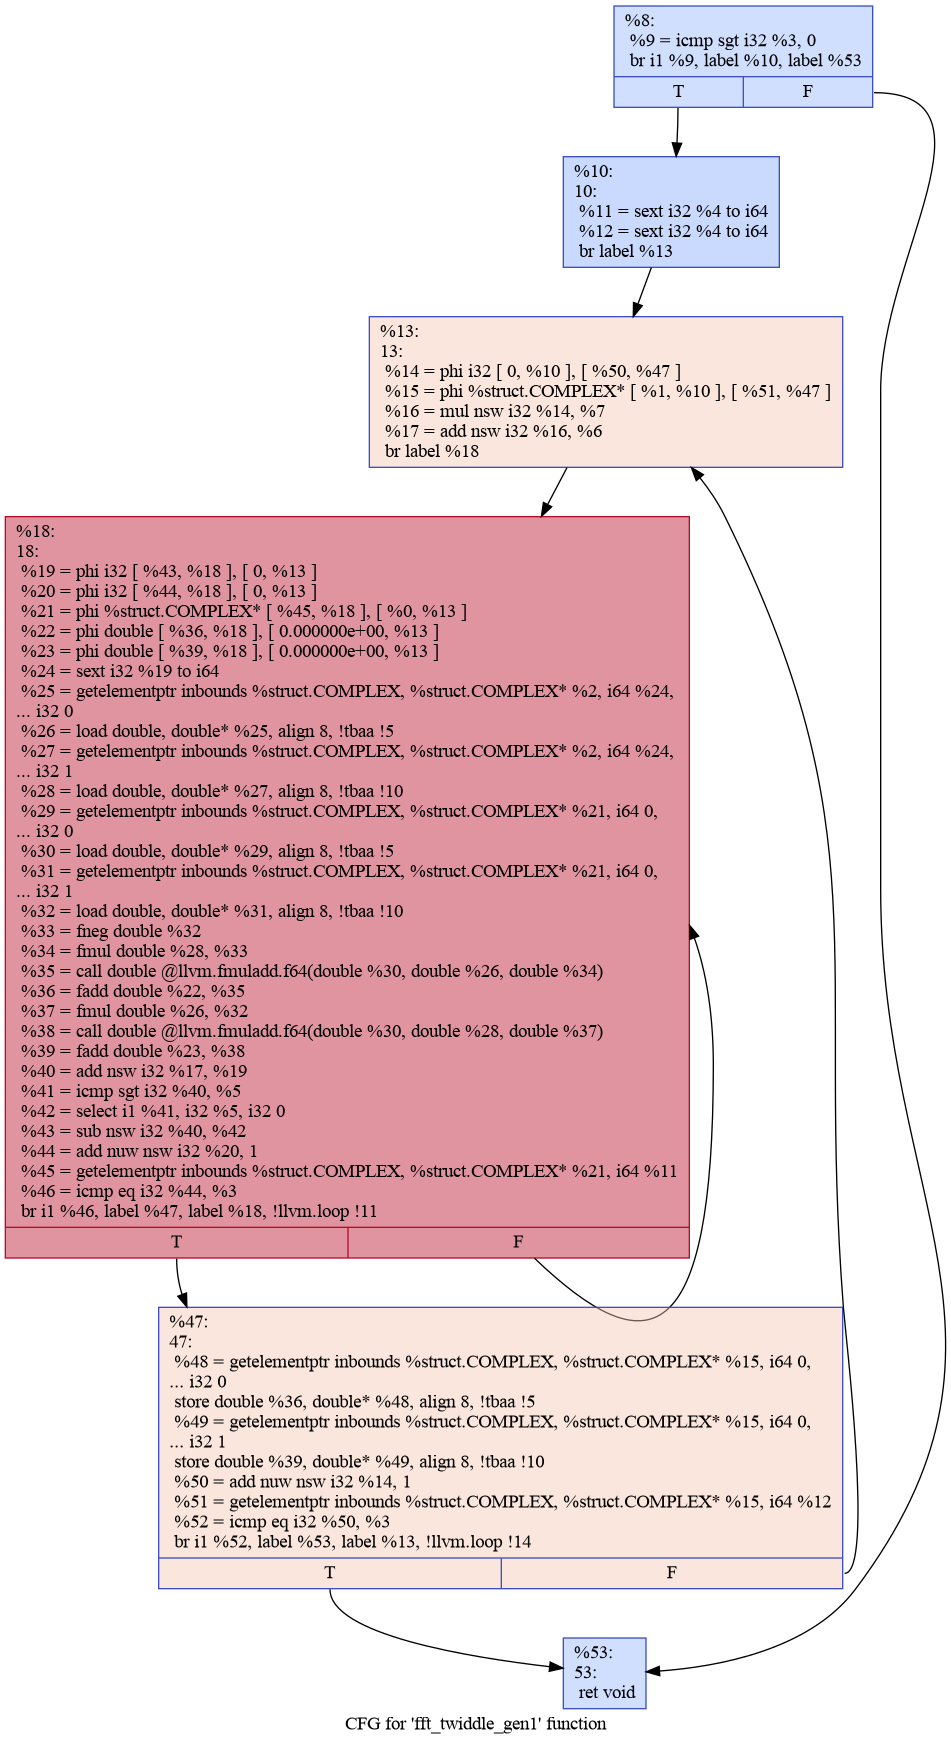 %8:
%9 = icmp sgt i32 %3, 0
br i1 %9, label %10, label %53
T
F
%10:
10:
%11 = sext i32 %4 to i64
%12 = sext i32 %4 to i64
br label %13
%13:
13:
%14 = phi i32 [ 0, %10 ], [ %50, %47 ]
%15 = phi %struct.COMPLEX* [ %1, %10 ], [ %51, %47 ]
%16 = mul nsw i32 %14, %7
%17 = add nsw i32 %16, %6
br label %18
%18:
18:
%19 = phi i32 [ %43, %18 ], [ 0, %13 ]
%20 = phi i32 [ %44, %18 ], [ 0, %13 ]
%21 = phi %struct.COMPLEX* [ %45, %18 ], [ %0, %13 ]
%22 = phi double [ %36, %18 ], [ 0.000000e+00, %13 ]
%23 = phi double [ %39, %18 ], [ 0.000000e+00, %13 ]
%24 = sext i32 %19 to i64
%25 = getelementptr inbounds %struct.COMPLEX, %struct.COMPLEX* %2, i64 %24,
... i32 0
%26 = load double, double* %25, align 8, !tbaa !5
%27 = getelementptr inbounds %struct.COMPLEX, %struct.COMPLEX* %2, i64 %24,
... i32 1
%28 = load double, double* %27, align 8, !tbaa !10
%29 = getelementptr inbounds %struct.COMPLEX, %struct.COMPLEX* %21, i64 0,
... i32 0
%30 = load double, double* %29, align 8, !tbaa !5
%31 = getelementptr inbounds %struct.COMPLEX, %struct.COMPLEX* %21, i64 0,
... i32 1
%32 = load double, double* %31, align 8, !tbaa !10
%33 = fneg double %32
%34 = fmul double %28, %33
%35 = call double @llvm.fmuladd.f64(double %30, double %26, double %34)
%36 = fadd double %22, %35
%37 = fmul double %26, %32
%38 = call double @llvm.fmuladd.f64(double %30, double %28, double %37)
%39 = fadd double %23, %38
%40 = add nsw i32 %17, %19
%41 = icmp sgt i32 %40, %5
%42 = select i1 %41, i32 %5, i32 0
%43 = sub nsw i32 %40, %42
%44 = add nuw nsw i32 %20, 1
%45 = getelementptr inbounds %struct.COMPLEX, %struct.COMPLEX* %21, i64 %11
%46 = icmp eq i32 %44, %3
br i1 %46, label %47, label %18, !llvm.loop !11
T
F
%47:
47:
%48 = getelementptr inbounds %struct.COMPLEX, %struct.COMPLEX* %15, i64 0,
... i32 0
store double %36, double* %48, align 8, !tbaa !5
%49 = getelementptr inbounds %struct.COMPLEX, %struct.COMPLEX* %15, i64 0,
... i32 1
store double %39, double* %49, align 8, !tbaa !10
%50 = add nuw nsw i32 %14, 1
%51 = getelementptr inbounds %struct.COMPLEX, %struct.COMPLEX* %15, i64 %12
%52 = icmp eq i32 %50, %3
br i1 %52, label %53, label %13, !llvm.loop !14
T
F
%53:
53:
ret void
CFG for 'fft_twiddle_gen1' function